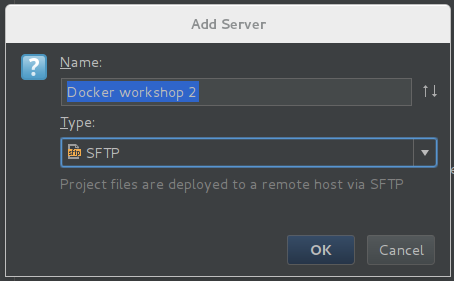 Add Server
Name:
Docker workshop 2
Type:
SFTP
Project files are deployed to a remote host via SFTP
OK
Cancel